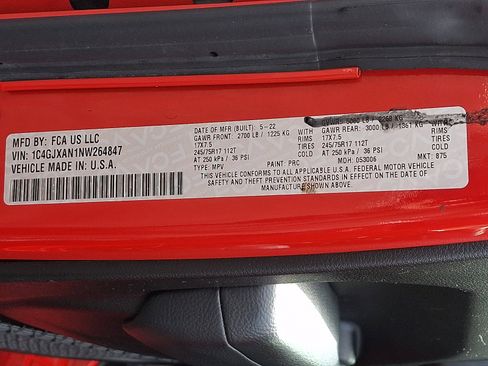 MFD BY: FCA US LLC
VIN: 1C4GJXAN1NW264847
VEHICLE MADE IN: U.S.A.
DATE OF MFR (BUILT): 5-22
GAWR FRONT: 2700 LB / 1225 KG WITH
17X7.5 RIMS
245/75R17 112T TIRES
AT 250 kPa / 36 PSI COLD
TYPE: MPV PAINT: PRC MDH: 053006 MKT: 875
GAWR REAR: 3000 LB / 1361 KG WITH
17X7.5 RIMS
245/75R17 112T TIRES
AT 250 kPa / 36 PSI COLD
THIS VEHICLE CONFORMS TO ALL APPLICABLE U.S.A. FEDERAL MOTOR VEHICLE
SAFETY AND THEFT PREVENTION STANDARDS IN EFFECT ON THE DATE OF
MANUFACTURE SHOWN ABOVE.